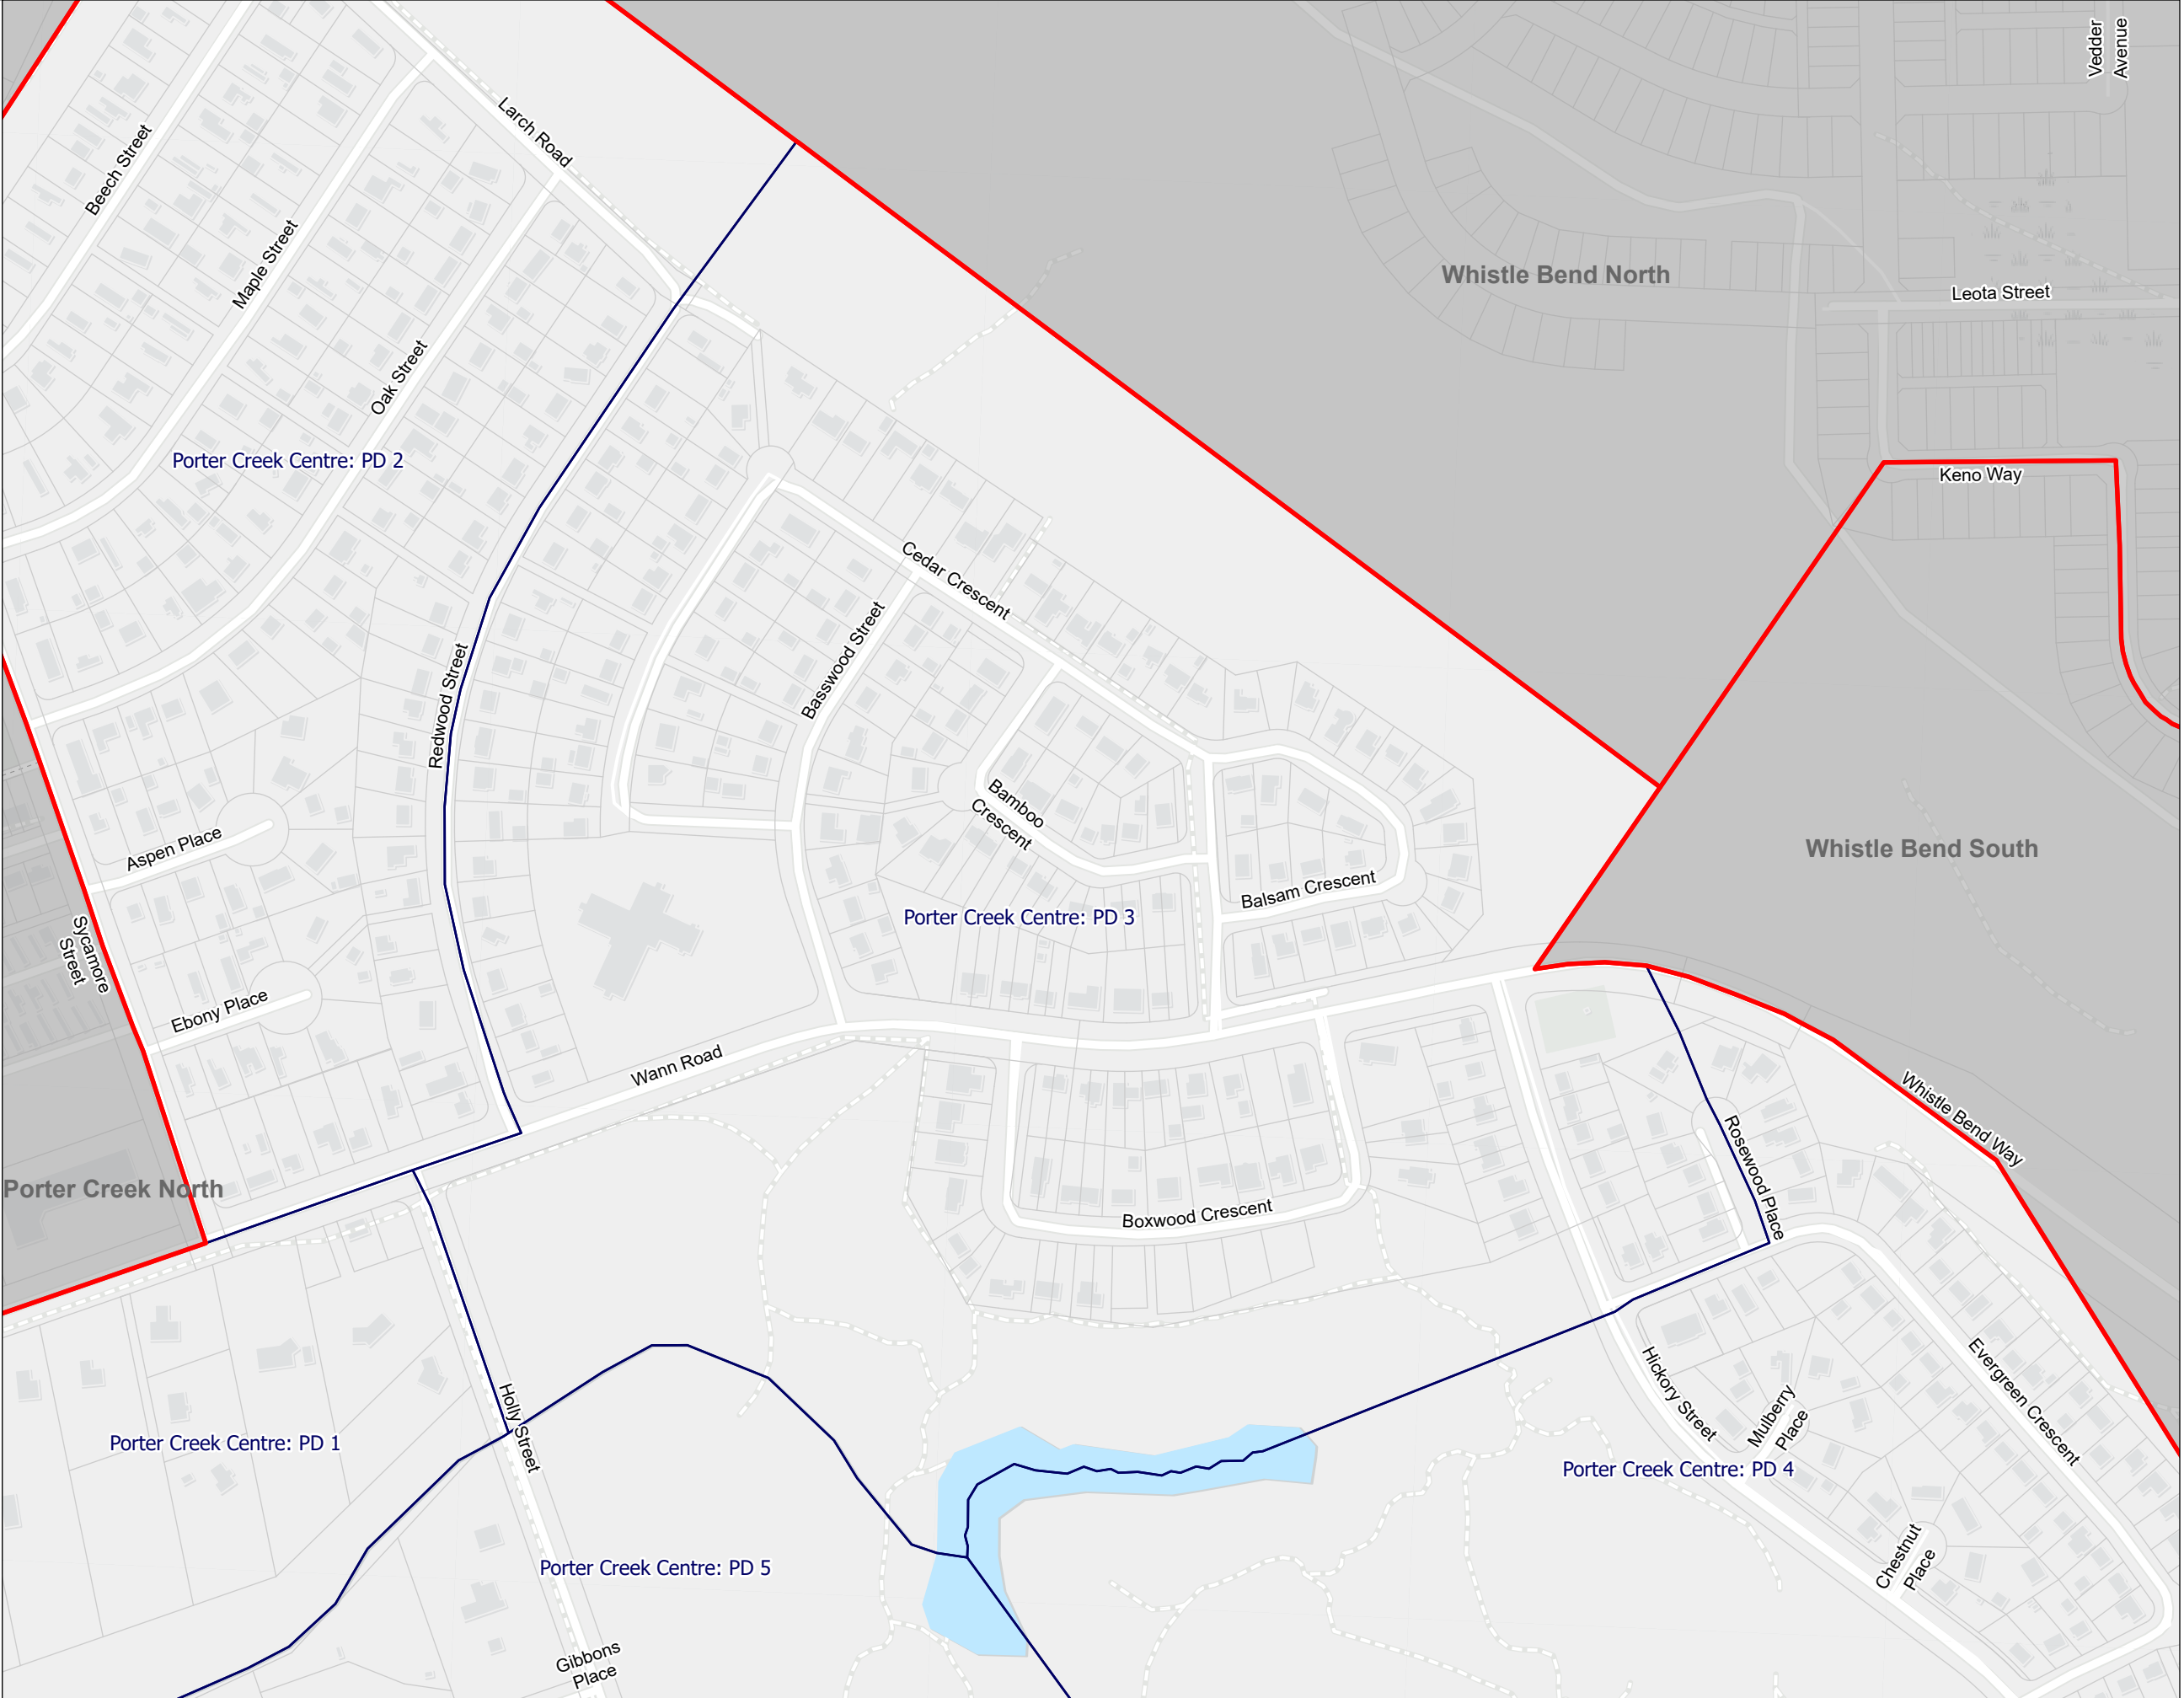 Vedder
Avenue
Larch Road
Beech Street
Maple Street
Whistle Bend North
Leota Street
Oak Street
Porter Creek Centre: PD 2
Keno Way
Cedar Crescent
Basswood Street
Redwood Street
Bamboo
Crescent
Aspen Place
Whistle Bend South
Balsam Crescent
Porter Creek Centre: PD 3
Sycamore
Street
Ebony Place
Wann Road
Whistle Bend Way
Rosewood Place
Porter Creek North
Boxwood Crescent
Holly Street
Hickory Street
Mulberry
Place
Evergreen Crescent
Porter Creek Centre: PD 1
Porter Creek Centre: PD 4
Porter Creek Centre: PD 5
Chestnut
Place
Gibbons
Place